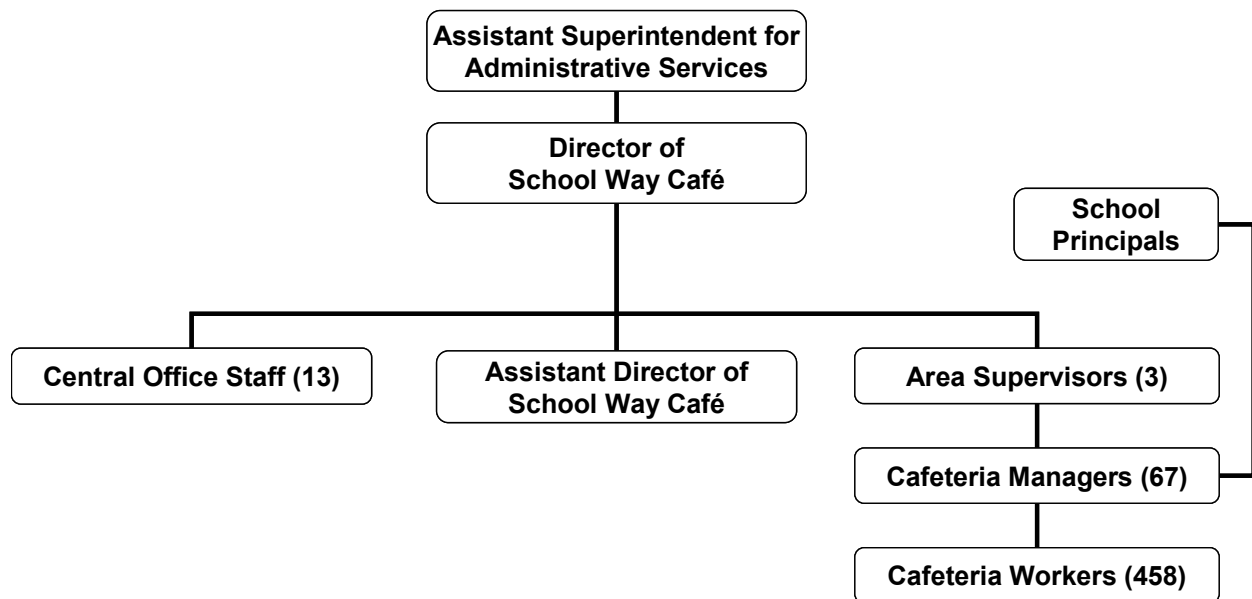 Assistant Superintendent for
Administrative Services
Director of
School Way Café
School
Principals
Central Office Staff (13)
Assistant Director of
School Way Café
Area Supervisors (3)
Cafeteria Managers (67)
Cafeteria Workers (458)